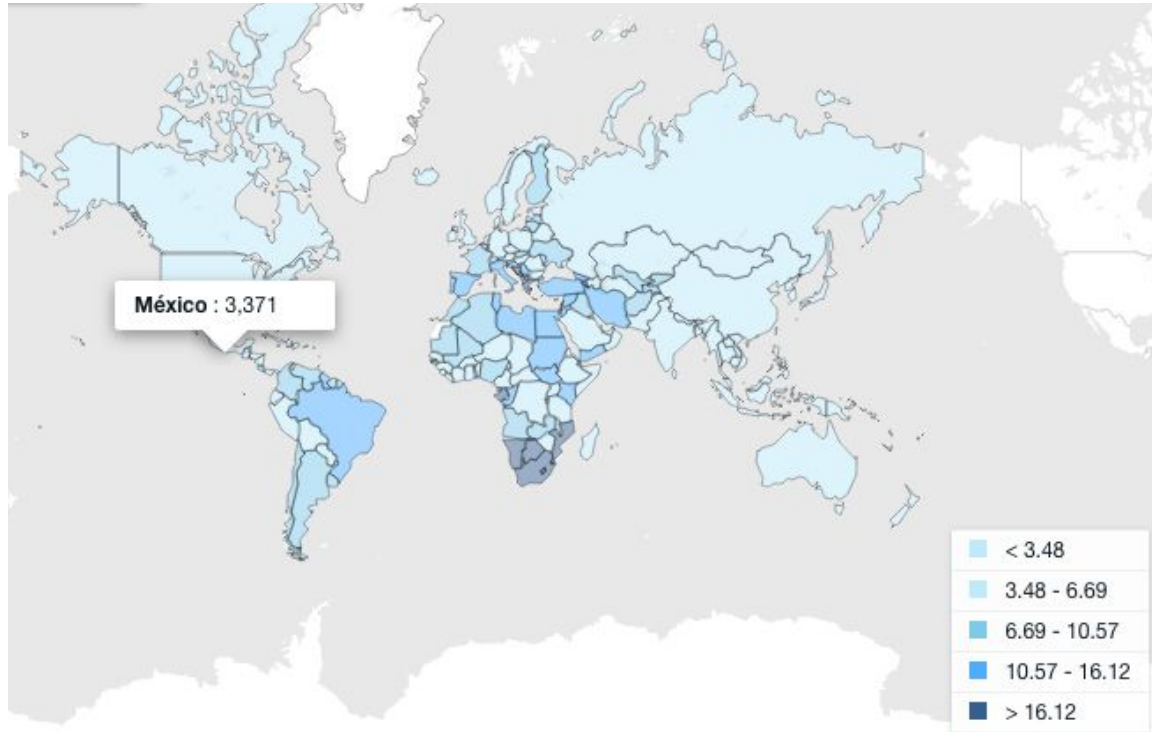 México : 3,371
< 3.48
3.48 - 6.69
6.69 - 10.57
10.57 - 16.12
> 16.12